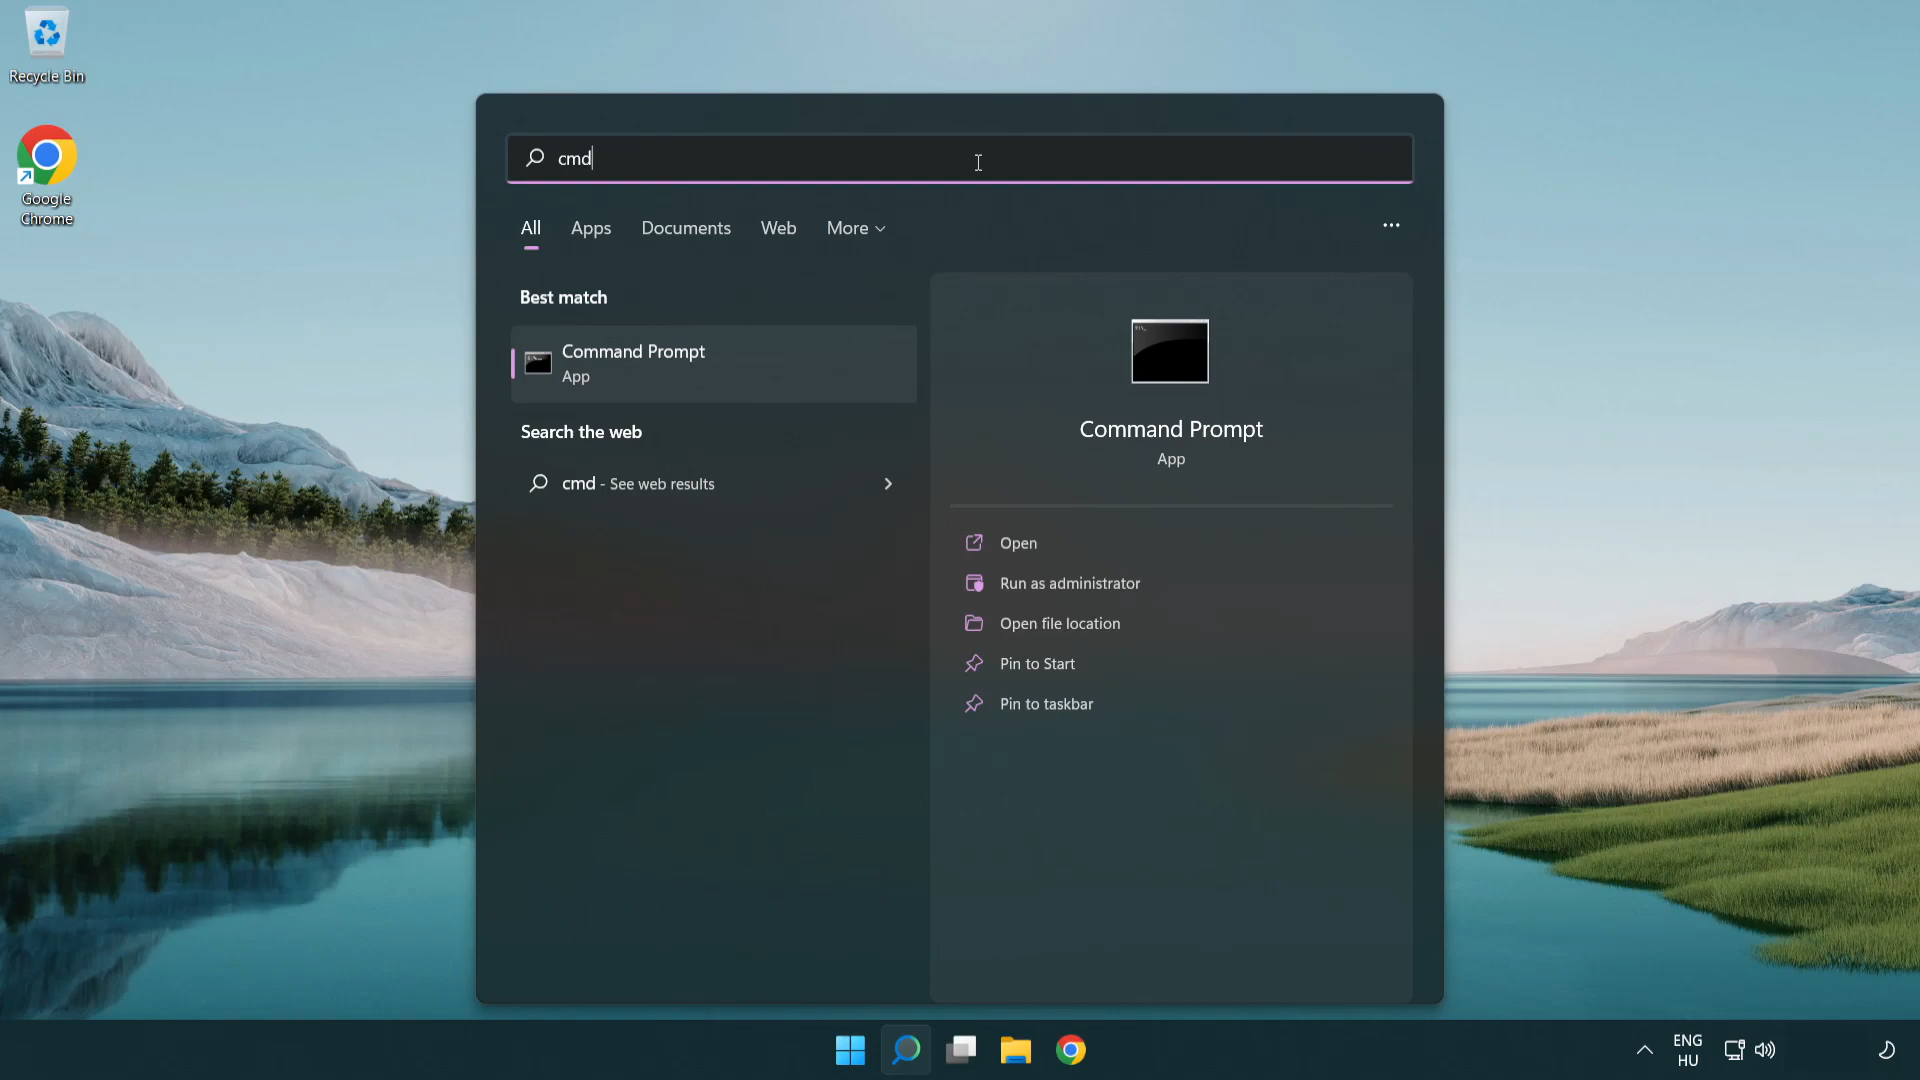 Recycle Bin
Google
Chrome
cmd
All Apps Documents Web More
Best match
Command Prompt
App
Search the web
cmd - See web results
Command Prompt
App
Open
Run as administrator
Open file location
Pin to Start
Pin to taskbar
ENG
HU